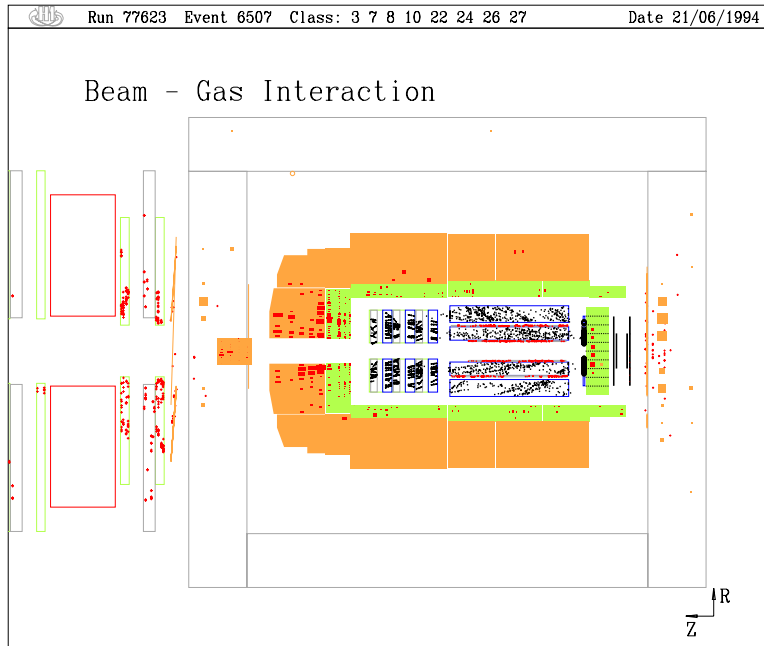 H1 Run 77623 Event 6507 Class: 3 7 8 10 22 24 26 27 Date 21/06/1994
Beam - Gas Interaction
R
Z